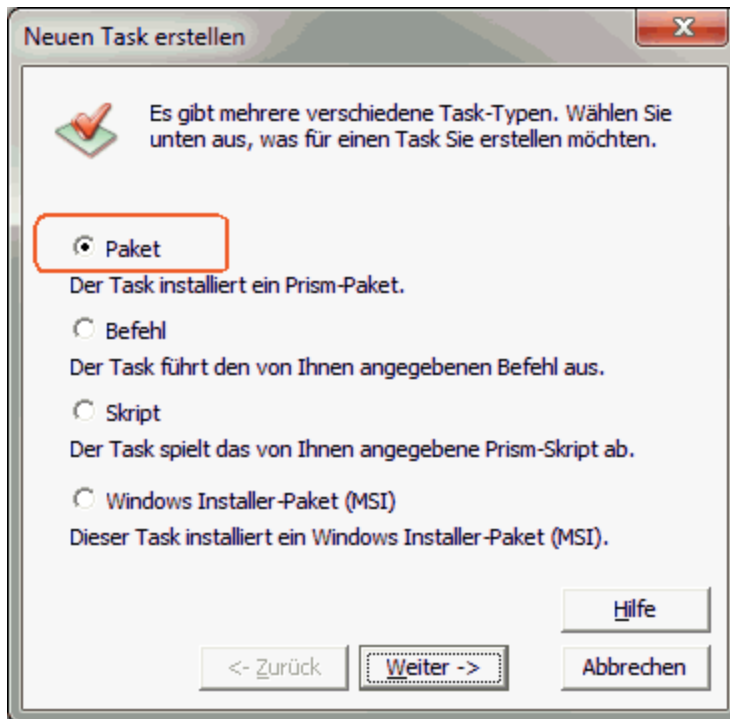 Neuen Task erstellen
Es gibt mehrere verschiedene Task-Typen. Wählen Sie
unten aus, was für einen Task Sie erstellen möchten.
Paket
Der Task installiert ein Prism-Paket.
Befehl
Der Task führt den von Ihnen angegebenen Befehl aus.
Skript
Der Task spielt das von Ihnen angegebene Prism-Skript ab.
Windows Installer-Paket (MSI)
Dieser Task installiert ein Windows Installer-Paket (MSI).
Hilfe
<- Zurück Weiter -> Abbrechen